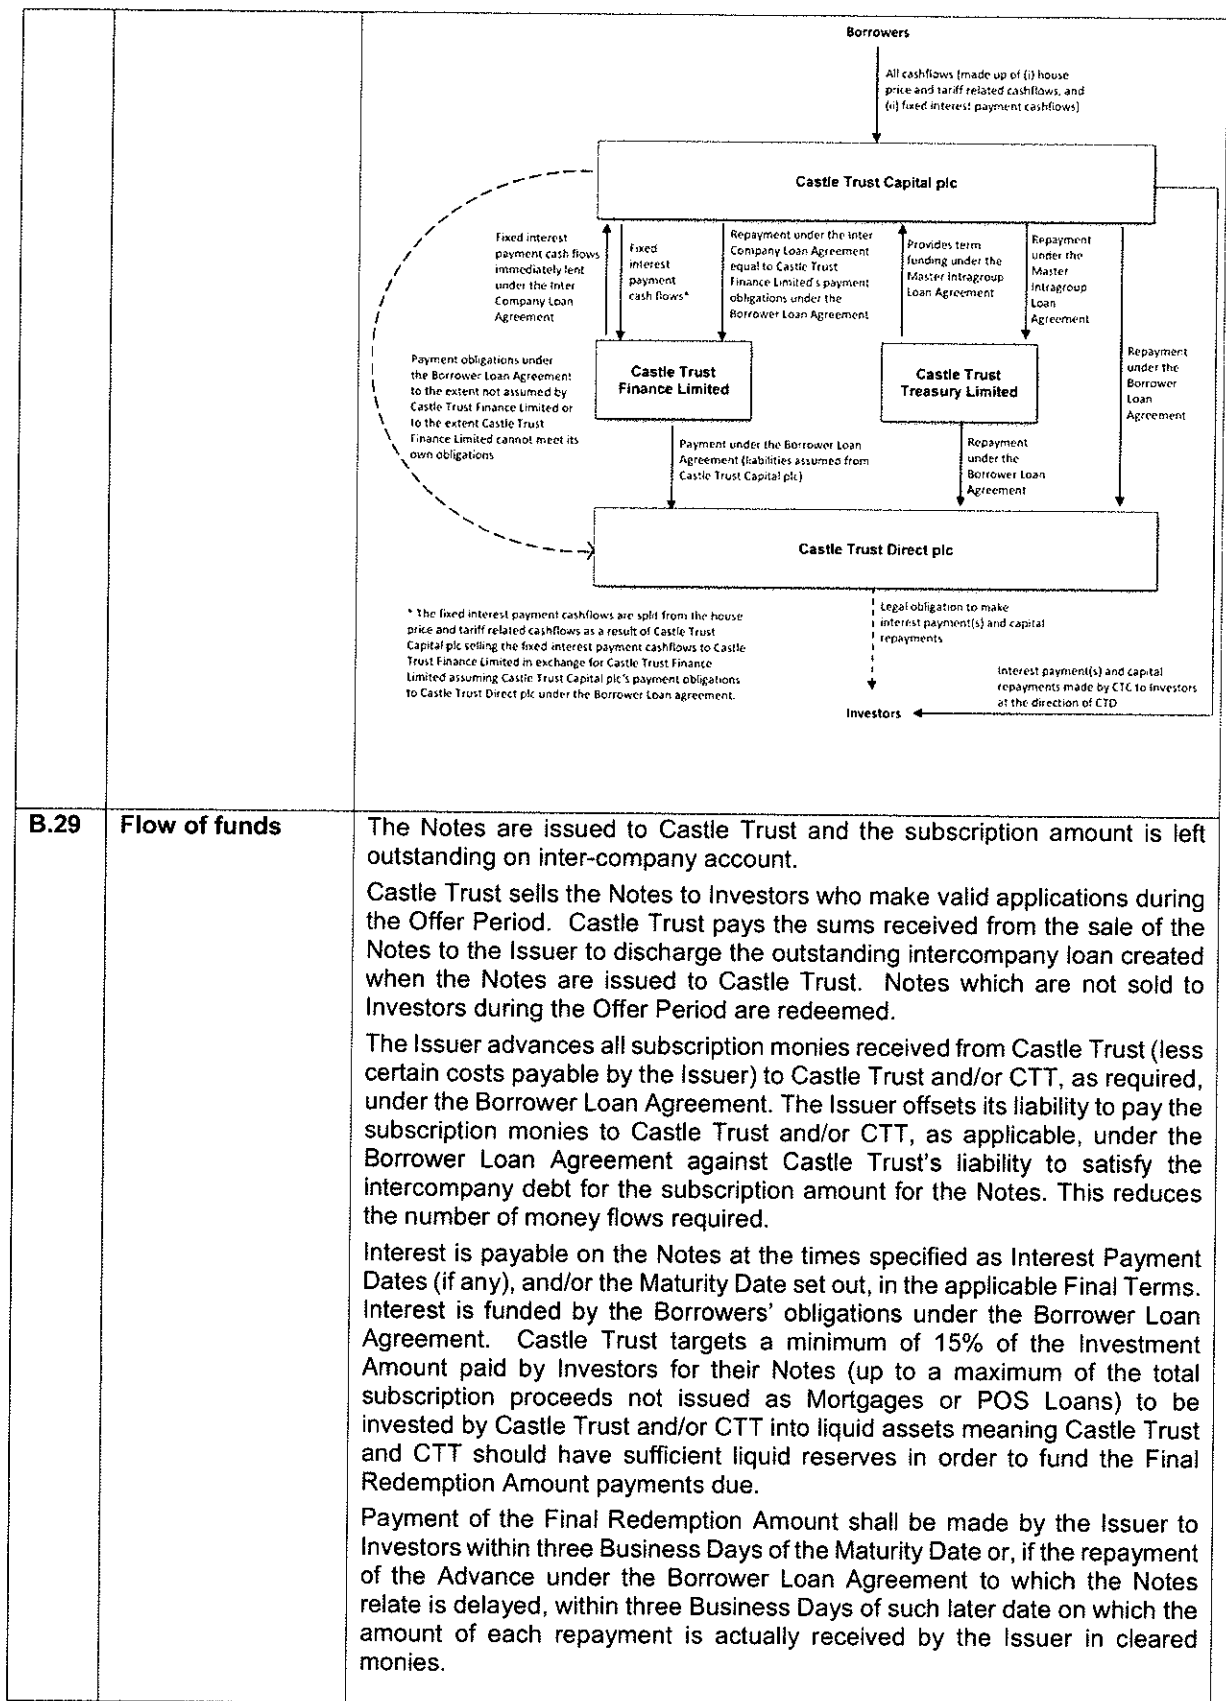 Borrowers
All cashflows (made up of (i) house
price and tariff related cashflows, and
(ii) fixed interest payment cashflows)
Castle Trust Capital plc
Fixed interest
payment cash flows
immediately lent
under the Inter
Company Loan
Agreement
Fixed
interest
payment
cash flows*
Repayment under the Inter
Company Loan Agreement
equal to Castle Trust
Finance Limited's payment
obligations under the
Borrower Loan Agreement
Provides term
funding under the
Master Intragroup
Loan Agreement
Repayment
under the
Master
Intragroup
Loan
Agreement
Repayment
under the
Borrower
Loan
Agreement
Payment obligations under
the Borrower Loan Agreement
to the extent not assumed by
Castle Trust Finance Limited or
to the extent Castle Trust
Finance Limited cannot meet its
own obligations
Castle Trust
Finance Limited
Castle Trust
Treasury Limited
Payment under the Borrower Loan
Agreement (liabilities assumed from
Castle Trust Capital plc)
Repayment
under the
Borrower Loan
Agreement
Castle Trust Direct plc
* The fixed interest payment cashflows are split from the house
price and tariff related cashflows as a result of Castle Trust
Capital plc selling the fixed interest payment cashflows to Castle
Trust Finance Limited in exchange for Castle Trust Finance
Limited assuming Castle Trust Capital plc's payment obligations
to Castle Trust Direct plc under the Borrower Loan agreement.
Legal obligation to make
interest payment(s) and capital
repayments
Interest payment(s) and capital
repayments made by CTC to Investors
at the direction of CTD
Investors
B.29 Flow of funds
The Notes are issued to Castle Trust and the subscription amount is left
outstanding on inter-company account.
Castle Trust sells the Notes to Investors who make valid applications during
the Offer Period. Castle Trust pays the sums received from the sale of the
Notes to the Issuer to discharge the outstanding intercompany loan created
when the Notes are issued to Castle Trust. Notes which are not sold to
Investors during the Offer Period are redeemed.
The Issuer advances all subscription monies received from Castle Trust (less
certain costs payable by the Issuer) to Castle Trust and/or CTT, as required,
under the Borrower Loan Agreement. The Issuer offsets its liability to pay the
subscription monies to Castle Trust and/or CTT, as applicable, under the
Borrower Loan Agreement against Castle Trust's liability to satisfy the
intercompany debt for the subscription amount for the Notes. This reduces
the number of money flows required.
Interest is payable on the Notes at the times specified as Interest Payment
Dates (if any), and/or the Maturity Date set out, in the applicable Final Terms.
Interest is funded by the Borrowers' obligations under the Borrower Loan
Agreement. Castle Trust targets a minimum of 15% of the Investment
Amount paid by Investors for their Notes (up to a maximum of the total
subscription proceeds not issued as Mortgages or POS Loans) to be
invested by Castle Trust and/or CTT into liquid assets meaning Castle Trust
and CTT should have sufficient liquid reserves in order to fund the Final
Redemption Amount payments due.
Payment of the Final Redemption Amount shall be made by the Issuer to
Investors within three Business Days of the Maturity Date or, if the repayment
of the Advance under the Borrower Loan Agreement to which the Notes
relate is delayed, within three Business Days of such later date on which the
amount of each repayment is actually received by the Issuer in cleared
monies.